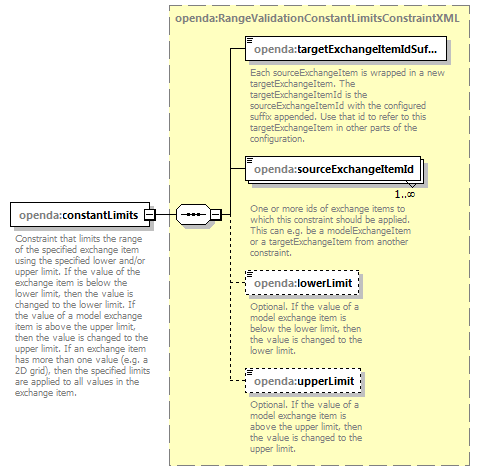 openda:RangeValidationConstantLimitsConstraintXML
openda:targetExchangeItemIdSuf...
Each sourceExchangeItem is wrapped in a new
targetExchangeItem. The
targetExchangeItemId is the
sourceExchangeItemId with the configured
suffix appended. Use that id to refer to this
targetExchangeItem in other parts of the
configuration.
openda:sourceExchangeItemId
1..∞
One or more ids of exchange items to
which this constraint should be applied.
This can e.g. be a modelExchangeItem
or a targetExchangeItem from another
constraint.
openda:constantLimits
Constraint that limits the range
of the specified exchange item
using the specified lower and/or
upper limit. If the value of the
exchange item is below the
lower limit, then the value is
changed to the lower limit. If
the value of a model exchange
item is above the upper limit,
then the value is changed to the
upper limit. If an exchange item
has more than one value (e.g. a
2D grid), then the specified limits
are applied to all values in the
exchange item.
openda:lowerLimit
Optional. If the value of a
model exchange item is
below the lower limit, then
the value is changed to the
lower limit.
openda:upperLimit
Optional. If the value of a
model exchange item is
above the upper limit, then
the value is changed to the
upper limit.